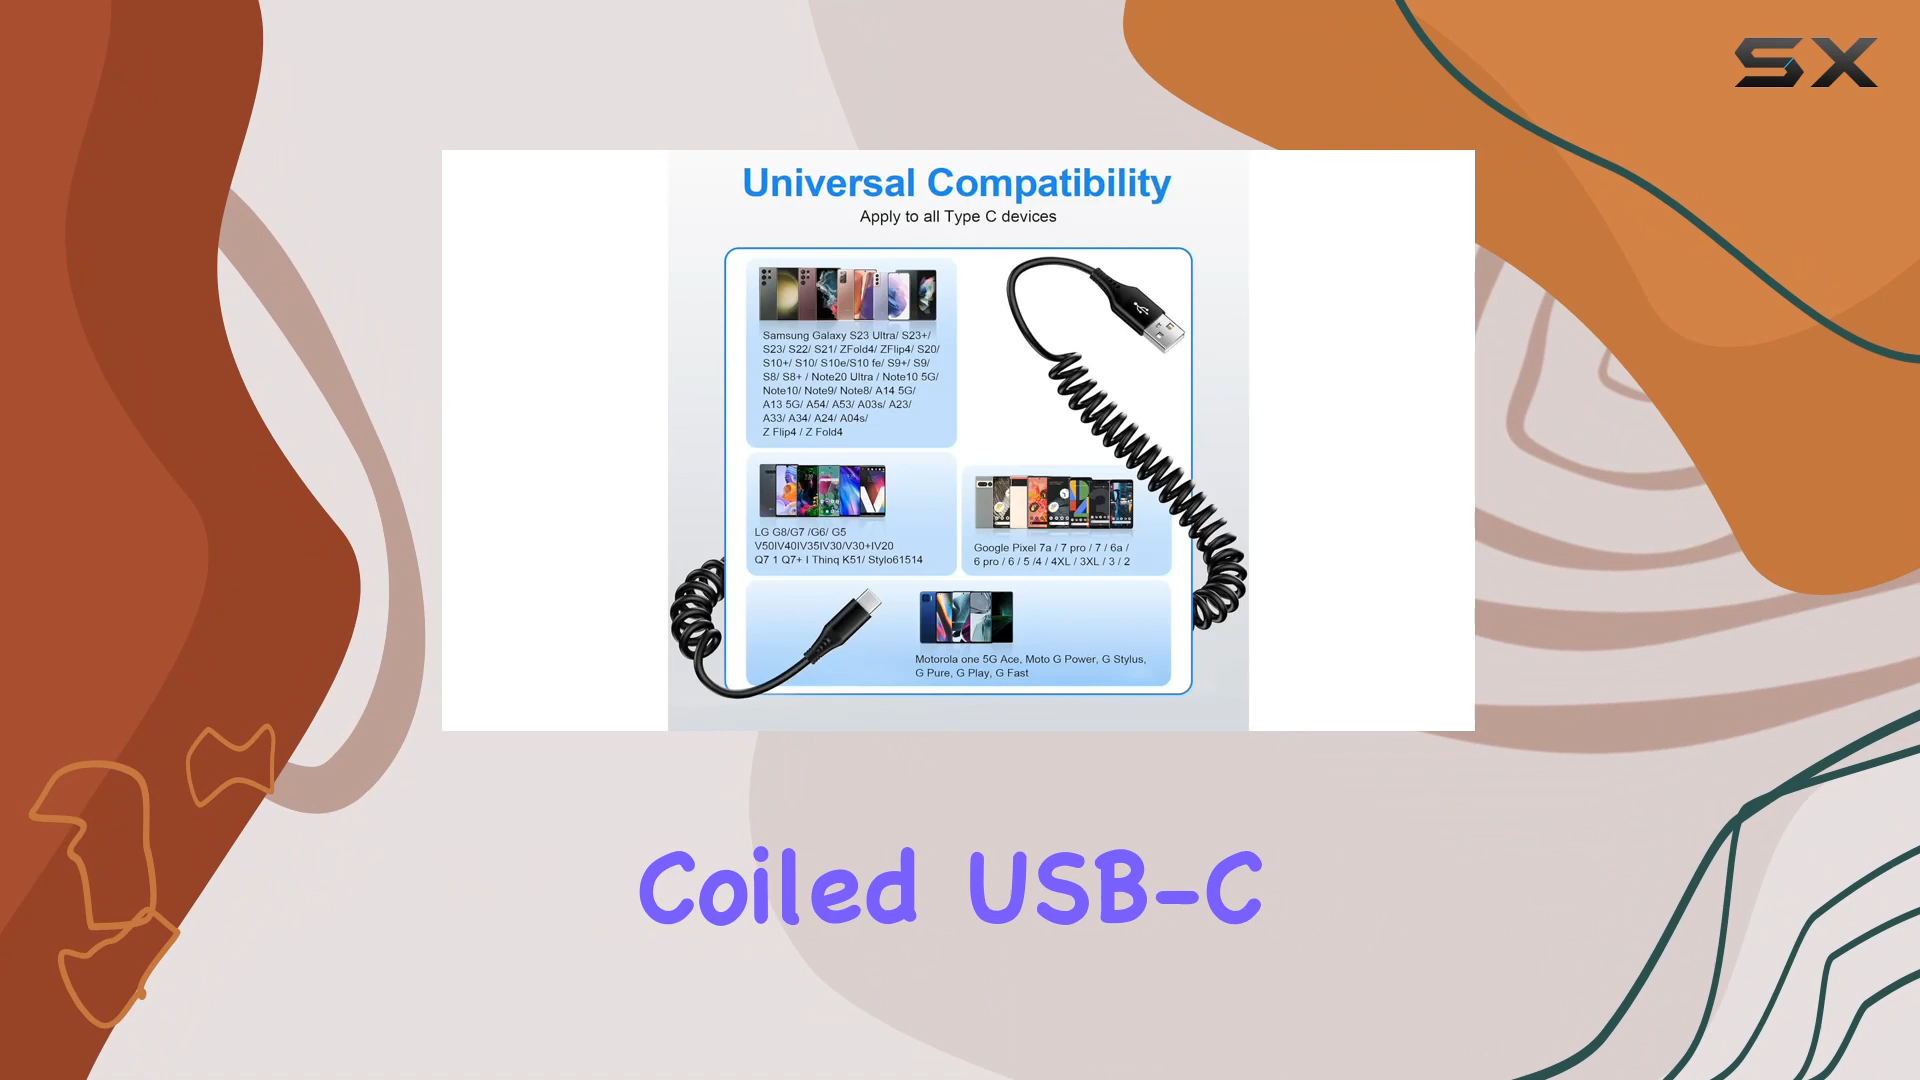 SX
Universal Compatibility
Apply to all Type C devices
Samsung Galaxy S23 Ultra/ S23+/
S23/ S22/ S21/ ZFold4/ ZFlip4/ S20/
S10+/ S10/ S10e/S10 fe/ S9+/ S9/
S8/ S8+ / Note20 Ultra / Note10 5G/
Note10/ Note9/ Note8/ A14 5G/
A13 5G/ A54/ A53/ A03s/ A23/
A33/ A34/ A24/ A04s/
Z Flip4 / Z Fold4
LG G8/G7 /G6/ G5
V50IV40IV35IV30/V30+IV20
Q7 1 Q7+ I Thinq K51/ Stylo61514
Google Pixel 7a / 7 pro / 7 / 6a /
6 pro / 6 / 5 /4 / 4XL / 3XL / 3 / 2
Motorola one 5G Ace, Moto G Power, G Stylus,
G Pure, G Play, G Fast
Coiled USB-C